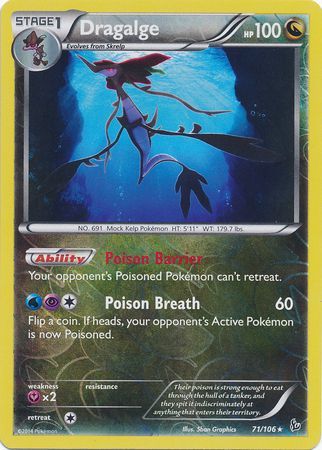 STAGE1
Dragalge
HP100
Evolves from Skrelp
NO. 691 Mock Kelp Pokémon HT: 5'11" WT: 179.7 lbs.
Ability Poison Barrier
Your opponent's Poisoned Pokémon can't retreat.
Poison Breath 60
Flip a coin. If heads, your opponent's Active Pokémon
is now Poisoned.
weakness resistance
×2
retreat
Their poison is strong enough to eat
through the hull of a tanker, and
they spit it indiscriminately at
anything that enters their territory.
©2014 Pokémon
Illus. 5ban Graphics
71/106★